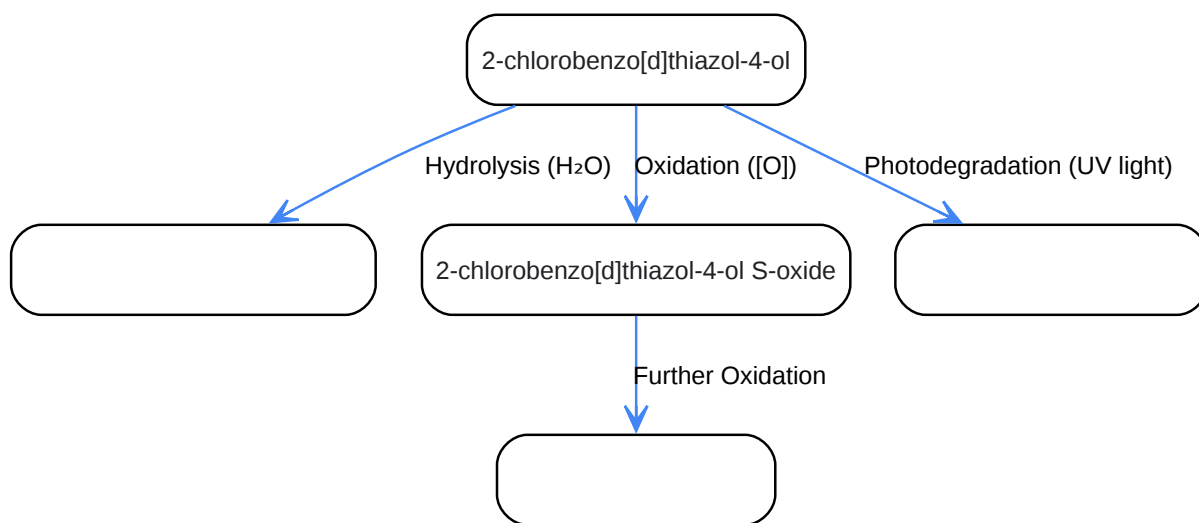 2-chlorobenzo[d]thiazol-4-ol
Hydrolysis (H₂O)
Oxidation ([O])
Photodegradation (UV light)
2-chlorobenzo[d]thiazol-4-ol S-oxide
Further Oxidation